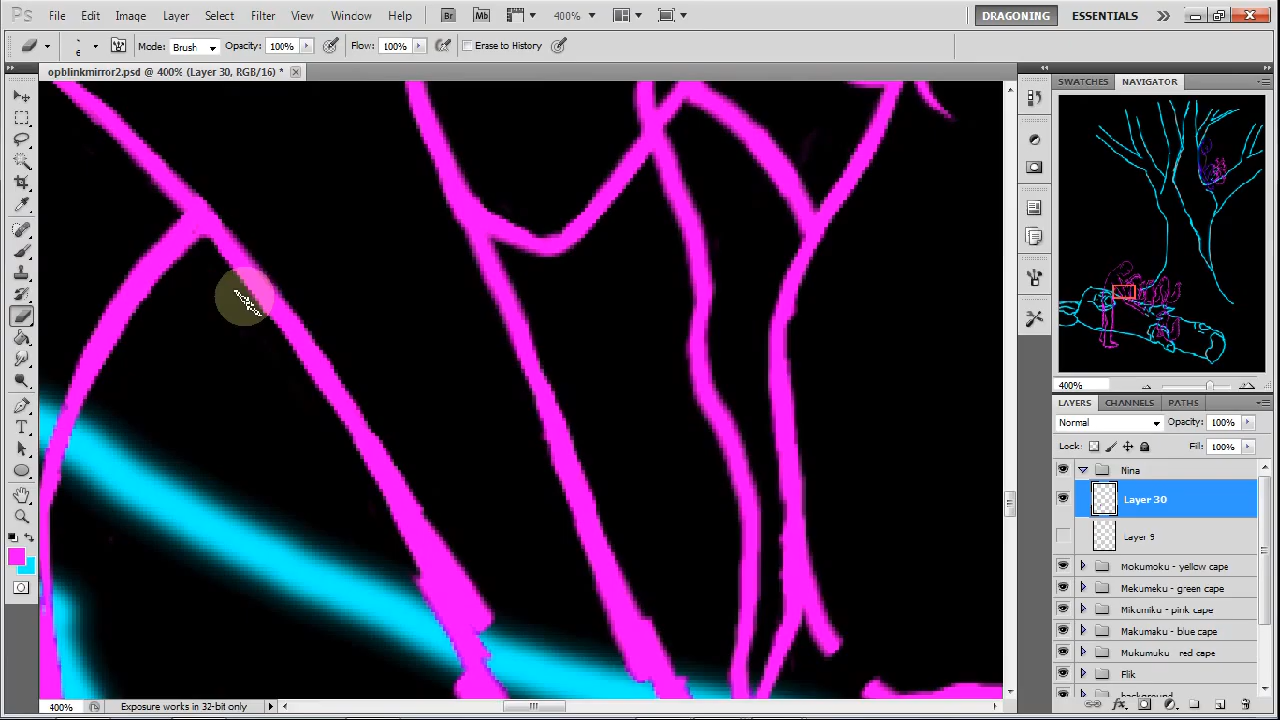 Ps File Edit Image Layer Select Filter View Window Help Br Mb 400% DRAGONING ESSENTIALS
Mode: Brush Opacity: 100% Flow: 100% Erase to History
opblinkmirror2.psd @ 400% (Layer 30, RGB/16) *
SWATCHES NAVIGATOR
400%
LAYERS CHANNELS PATHS
Normal Opacity: 100%
Lock: Fill: 100%
Nina
Layer 30
Layer 9
Mokumoku - yellow cape
Mekumeku - green cape
Mikumiku - pink cape
Makumaku - blue cape
Mukumuku - red cape
Flik
background
400% Exposure works in 32-bit only